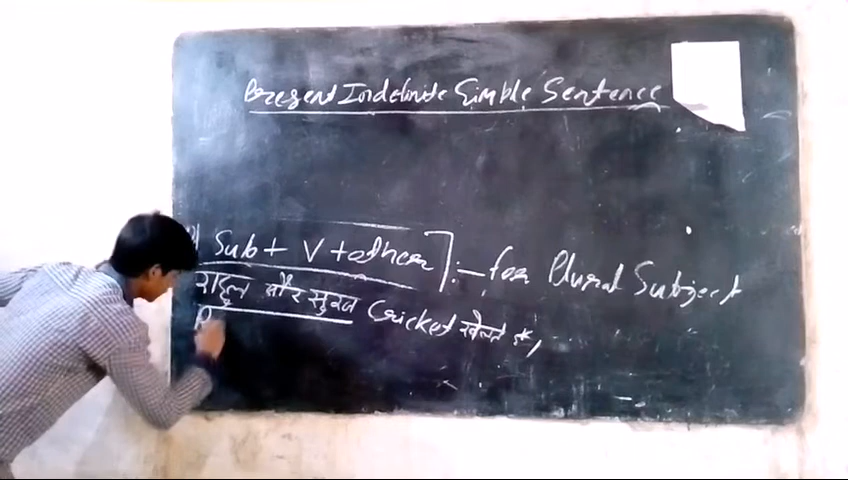 Present Indefinite Simple Sentence
Sub + V + other ] :- for Plural Subject
राहुल और सुरज Cricket खेलते हैं,
R